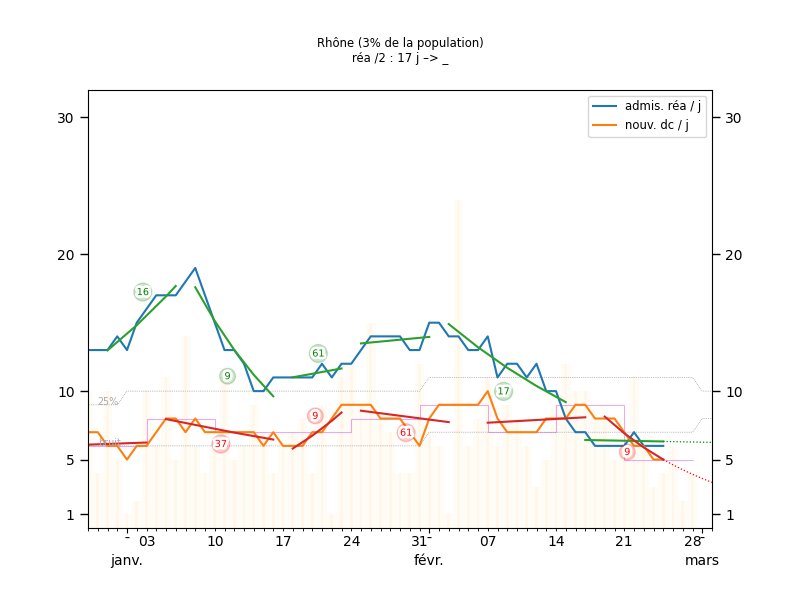 Rhône (3% de la population)
réa /2 : 17 j –> _
admis. réa / j
nouv. dc / j
30 30
20 20
10 10
5 5
1 1
16
9
61
17
37
9
61
9
25%
bruit
03 10 17 24 31 07 14 21 28
janv. févr. mars